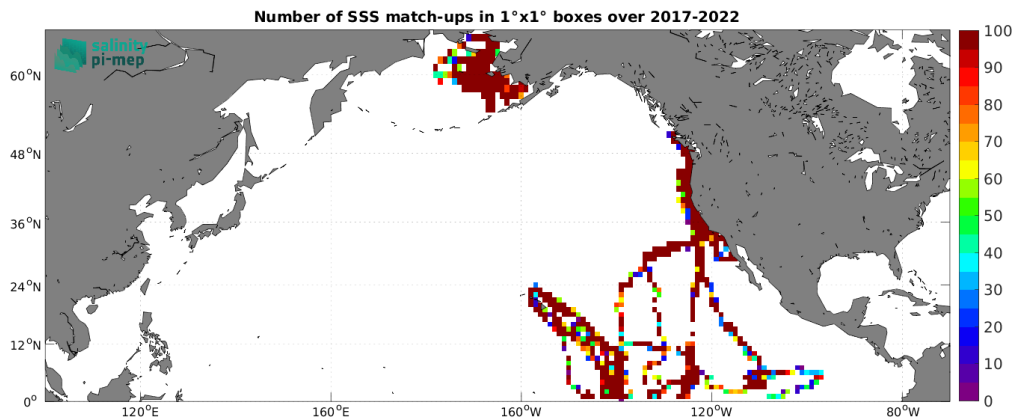 Number of SSS match-ups in 1°x1° boxes over 2017-2022
salinity
pi-mep
60°N
48°N
36°N
24°N
12°N
0°
120°E
160°E
160°W
120°W
80°W
100
90
80
70
60
50
40
30
20
10
0